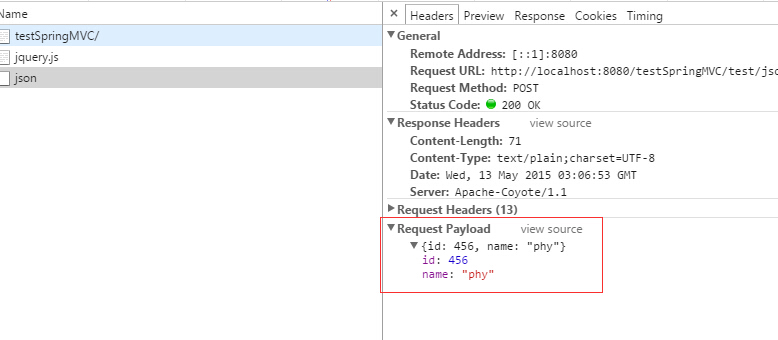 Name
testSpringMVC/
jquery.js
json
× Headers Preview Response Cookies Timing
▼General
Remote Address: [::1]:8080
Request URL: http://localhost:8080/testSpringMVC/test/jso
Request Method: POST
Status Code: 200 OK
▼Response Headers view source
Content-Length: 71
Content-Type: text/plain;charset=UTF-8
Date: Wed, 13 May 2015 03:06:53 GMT
Server: Apache-Coyote/1.1
▶Request Headers (13)
▼Request Payload view source
▼{id: 456, name: "phy"}
id: 456
name: "phy"